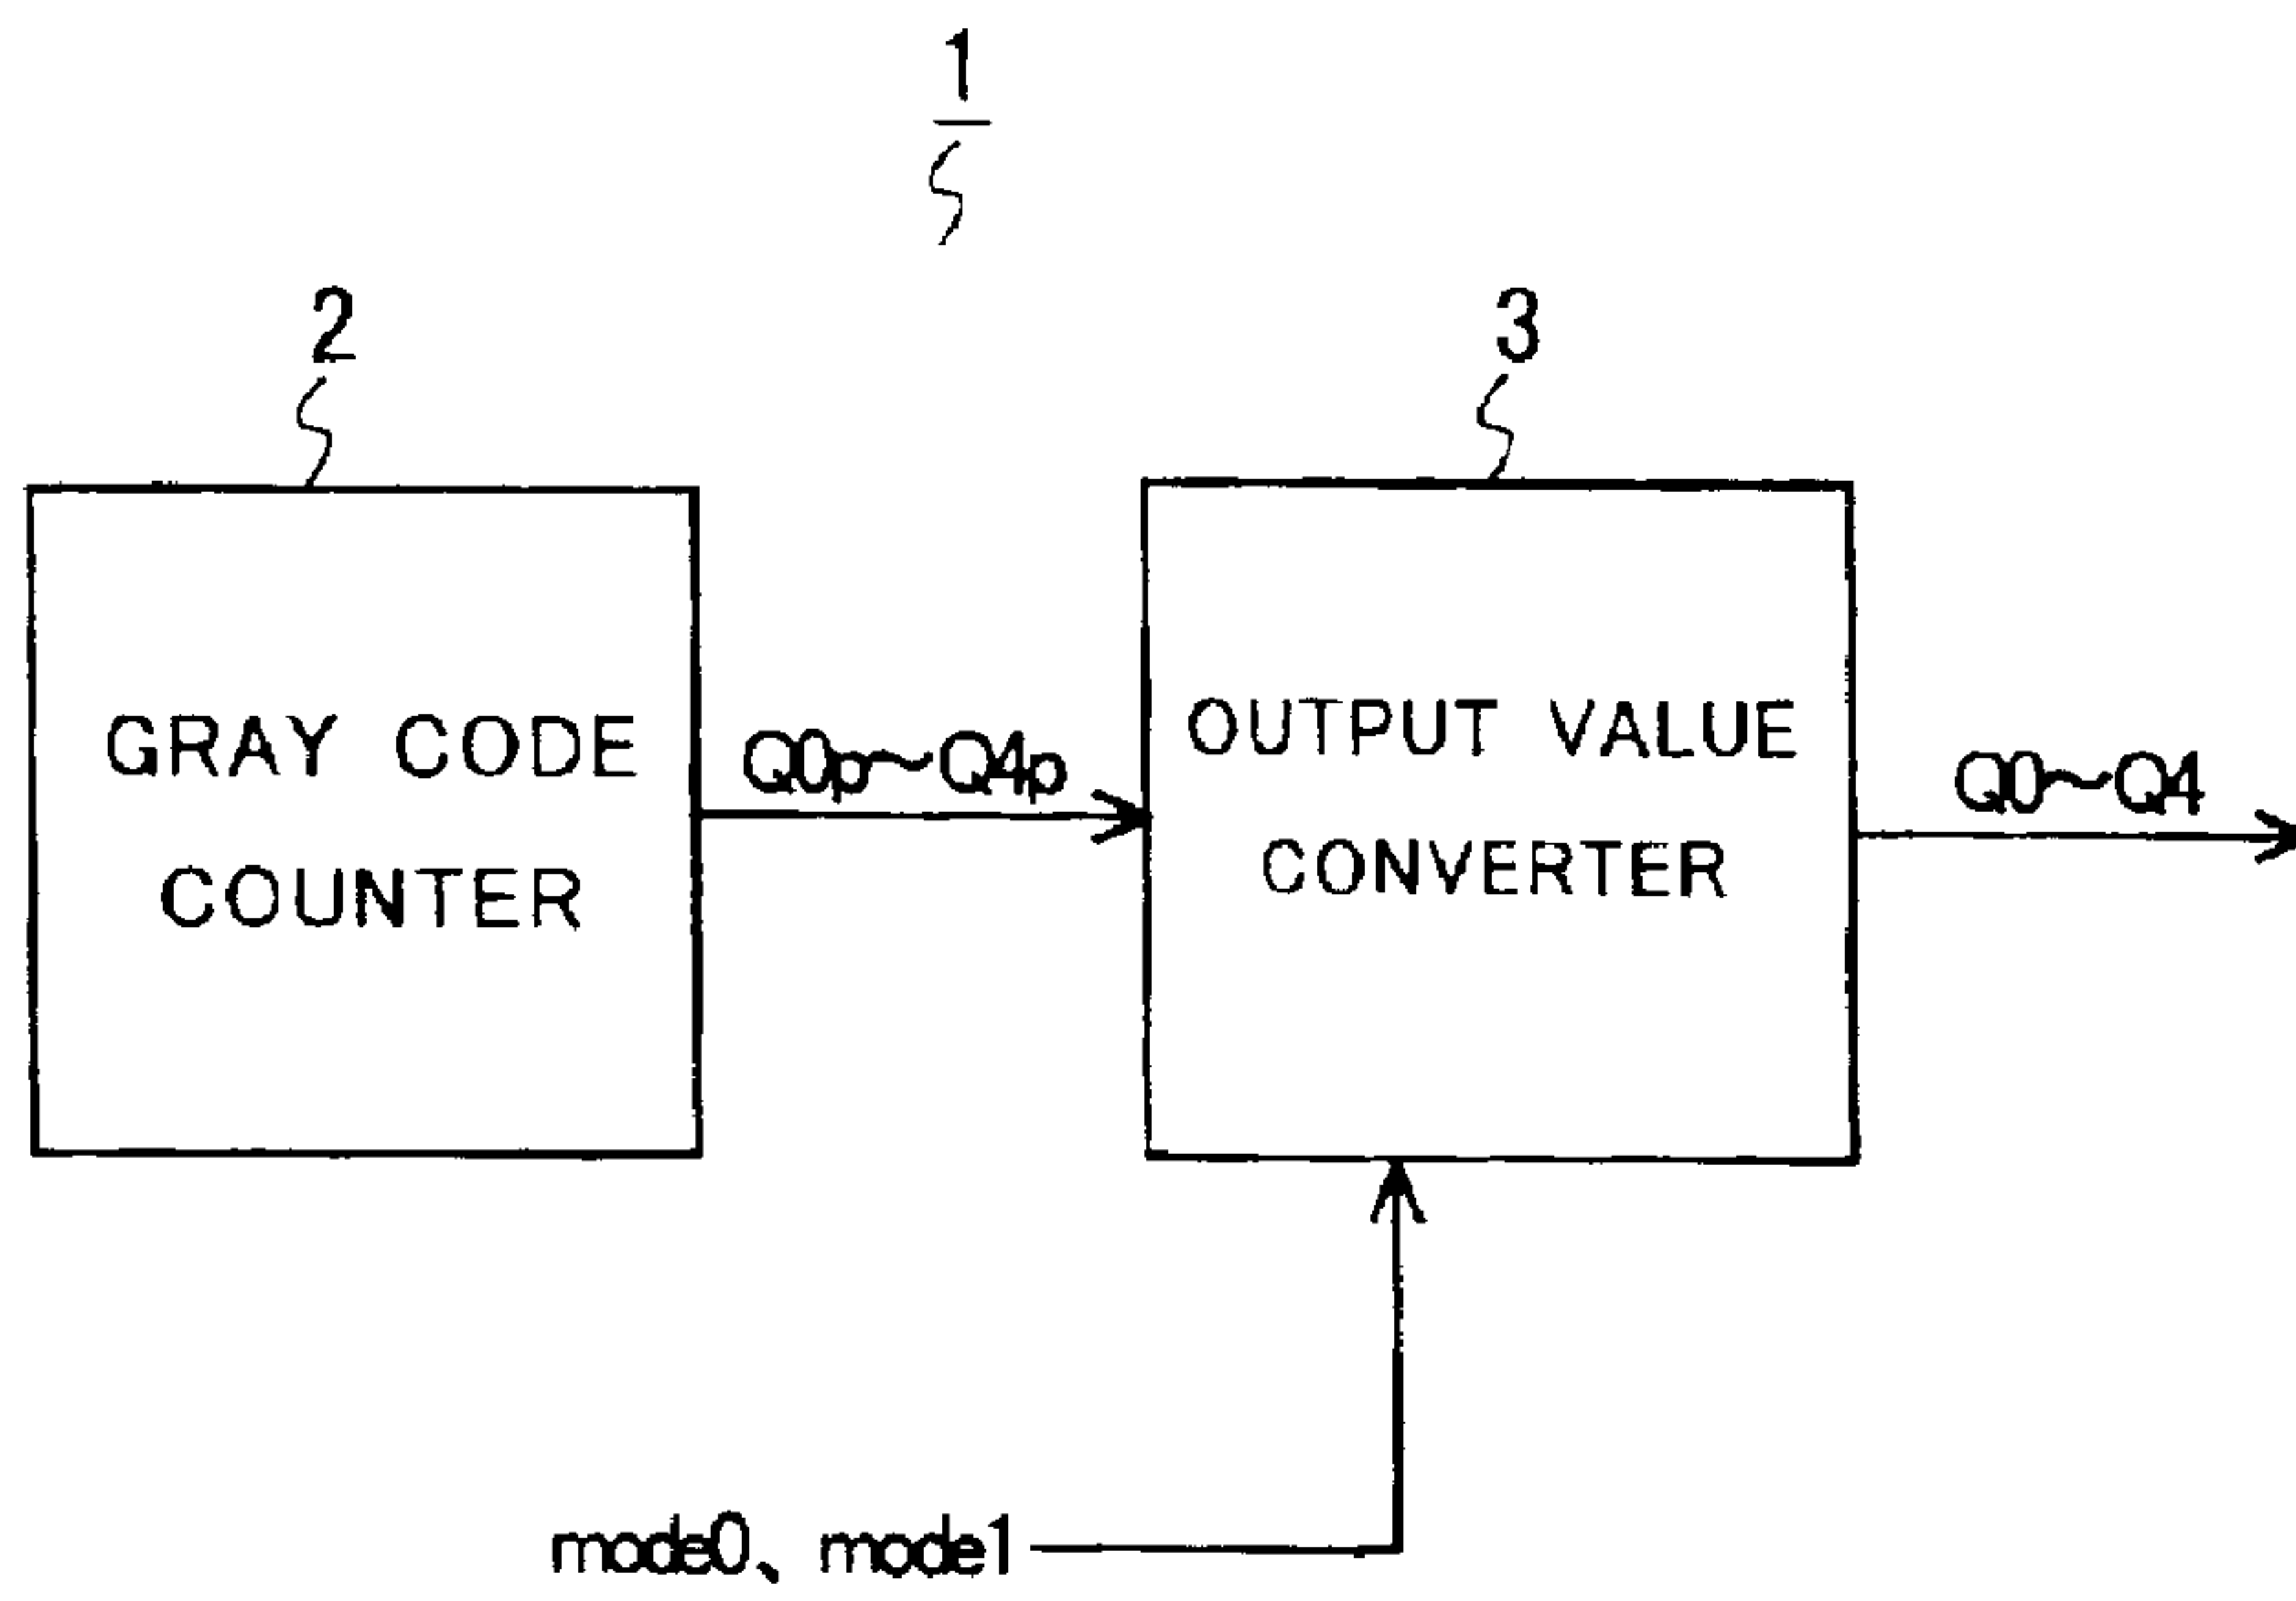 1
2
3
GRAY CODE
COUNTER
Q0p〜Q4p
OUTPUT VALUE
CONVERTER
Q0〜Q4
mode0、 mode1